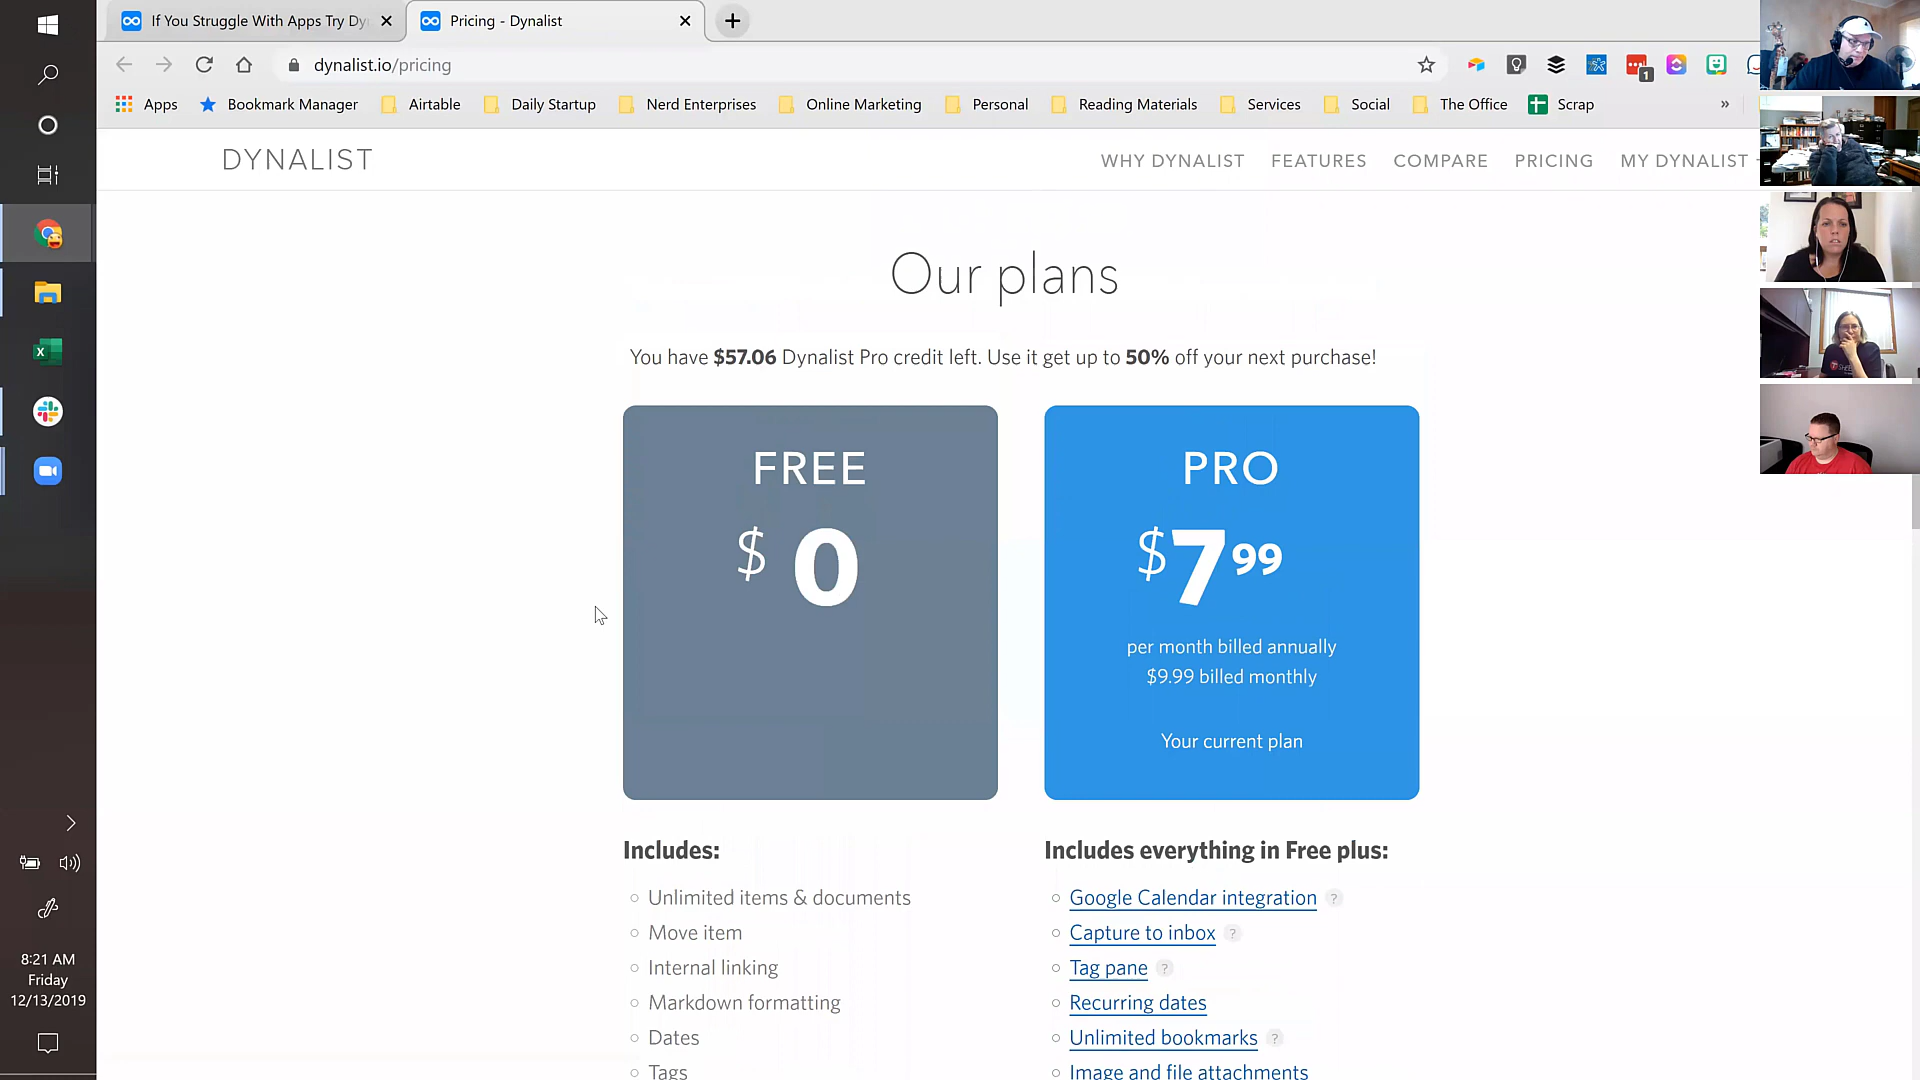 If You Struggle With Apps Try Dy
Pricing - Dynalist
dynalist.io/pricing
1
Apps
Bookmark Manager
Airtable
Daily Startup
Nerd Enterprises
Online Marketing
Personal
Reading Materials
Services
Social
The Office
Scrap
»
DYNALIST
WHY DYNALIST
FEATURES
COMPARE
PRICING
MY DYNALIST
Our plans
You have $57.06 Dynalist Pro credit left. Use it get up to 50% off your next purchase!
FREE
$ 0
PRO
$7 99
per month billed annually
$9.99 billed monthly
Your current plan
Includes:
Unlimited items & documents
Move item
Internal linking
Markdown formatting
Dates
Tags
Includes everything in Free plus:
Google Calendar integration ?
Capture to inbox ?
Tag pane ?
Recurring dates
Unlimited bookmarks ?
Image and file attachments
8:21 AM
Friday
12/13/2019